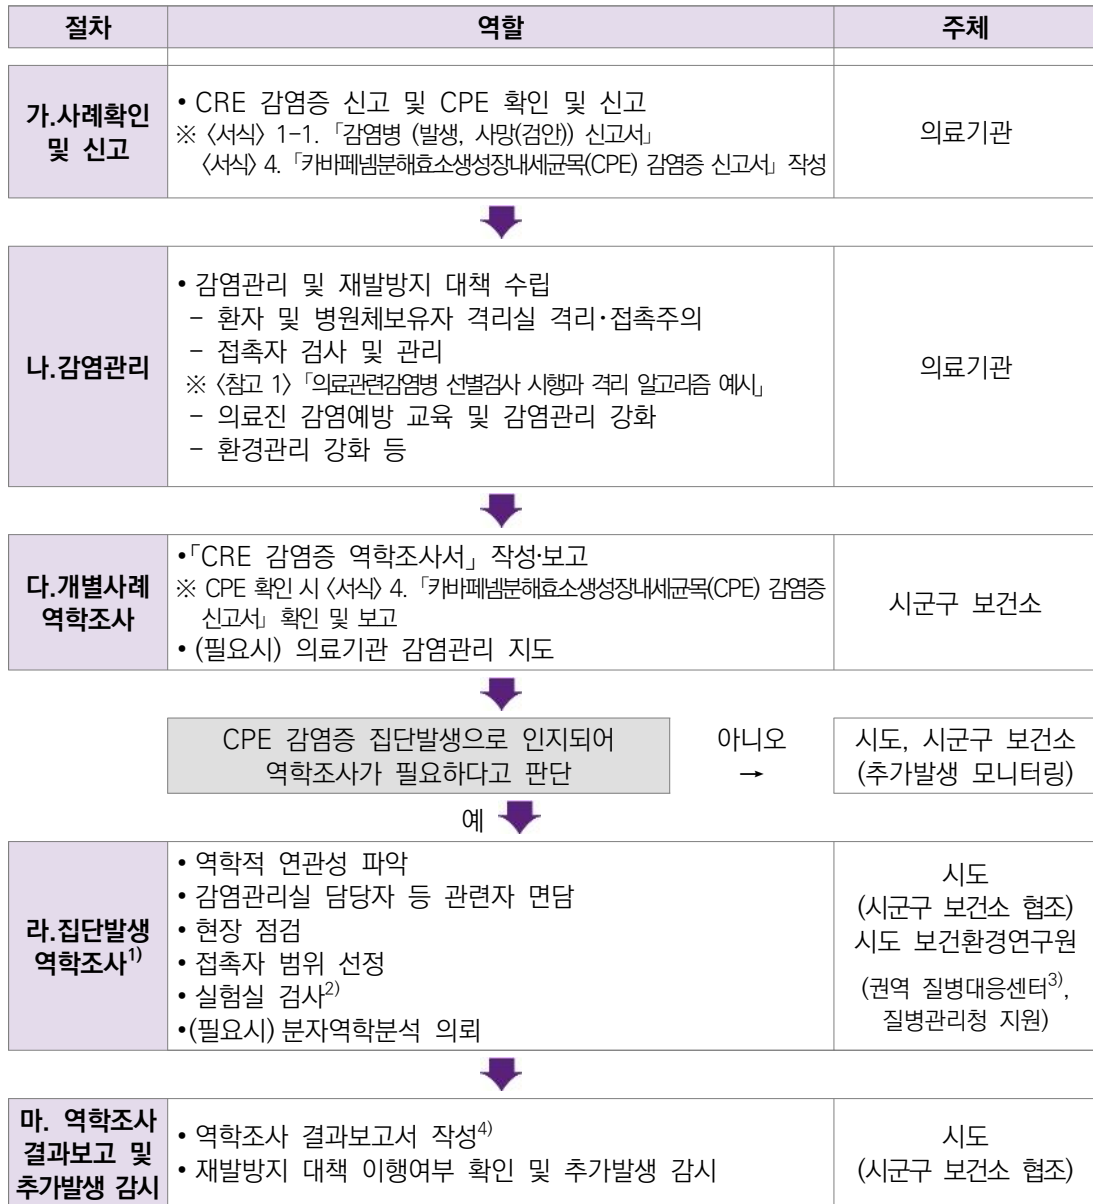 절차 역할 주체
가.사례확인
및 신고
• CRE 감염증 신고 및 CPE 확인 및 신고
※ 〈서식〉 1-1.「감염병 (발생, 사망(검안)) 신고서」
〈서식〉 4.「카바페넴분해효소생성장내세균목(CPE) 감염증 신고서」 작성
의료기관
나.감염관리
• 감염관리 및 재발방지 대책 수립
- 환자 및 병원체보유자 격리실 격리·접촉주의
- 접촉자 검사 및 관리
※ 〈참고 1〉「의료관련감염병 선별검사 시행과 격리 알고리즘 예시」
- 의료진 감염예방 교육 및 감염관리 강화
- 환경관리 강화 등
의료기관
다.개별사례
역학조사
•「CRE 감염증 역학조사서」 작성·보고
※ CPE 확인 시 〈서식〉 4.「카바페넴분해효소생성장내세균목(CPE) 감염증
신고서」 확인 및 보고
• (필요시) 의료기관 감염관리 지도
시군구 보건소
CPE 감염증 집단발생으로 인지되어
역학조사가 필요하다고 판단
아니오
→
시도, 시군구 보건소
(추가발생 모니터링)
예
라.집단발생
역학조사1)
• 역학적 연관성 파악
• 감염관리실 담당자 등 관련자 면담
• 현장 점검
• 접촉자 범위 선정
• 실험실 검사2)
•(필요시) 분자역학분석 의뢰
시도
(시군구 보건소 협조)
시도 보건환경연구원
(권역 질병대응센터3),
질병관리청 지원)
마. 역학조사
결과보고 및
추가발생 감시
• 역학조사 결과보고서 작성4)
• 재발방지 대책 이행여부 확인 및 추가발생 감시
시도
(시군구 보건소 협조)